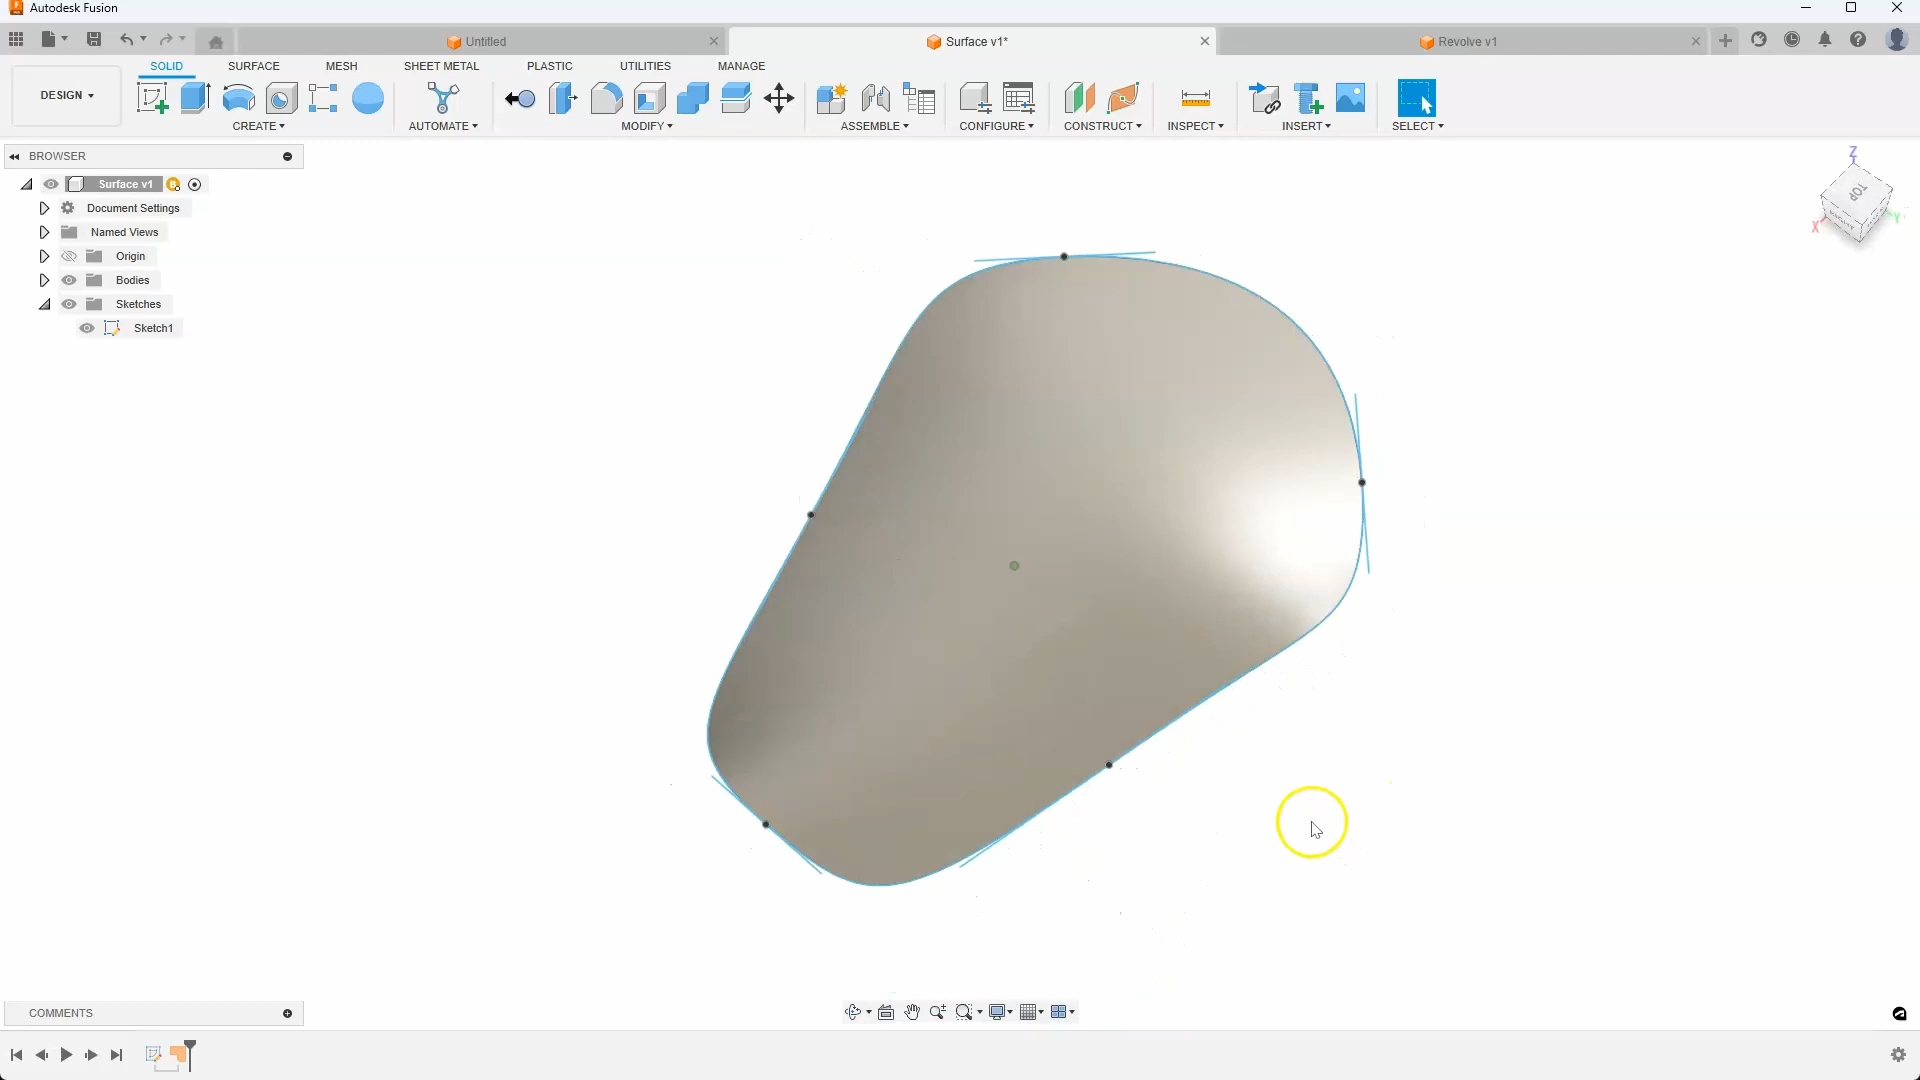 Autodesk Fusion
Untitled
Surface v1*
Revolve v1
DESIGN
SOLID
SURFACE
MESH
SHEET METAL
PLASTIC
UTILITIES
MANAGE
CREATE
AUTOMATE
MODIFY
ASSEMBLE
CONFIGURE
CONSTRUCT
INSPECT
INSERT
SELECT
BROWSER
Surface v1
Document Settings
Named Views
Origin
Bodies
Sketches
Sketch1
Z
TOP
X
Y
COMMENTS